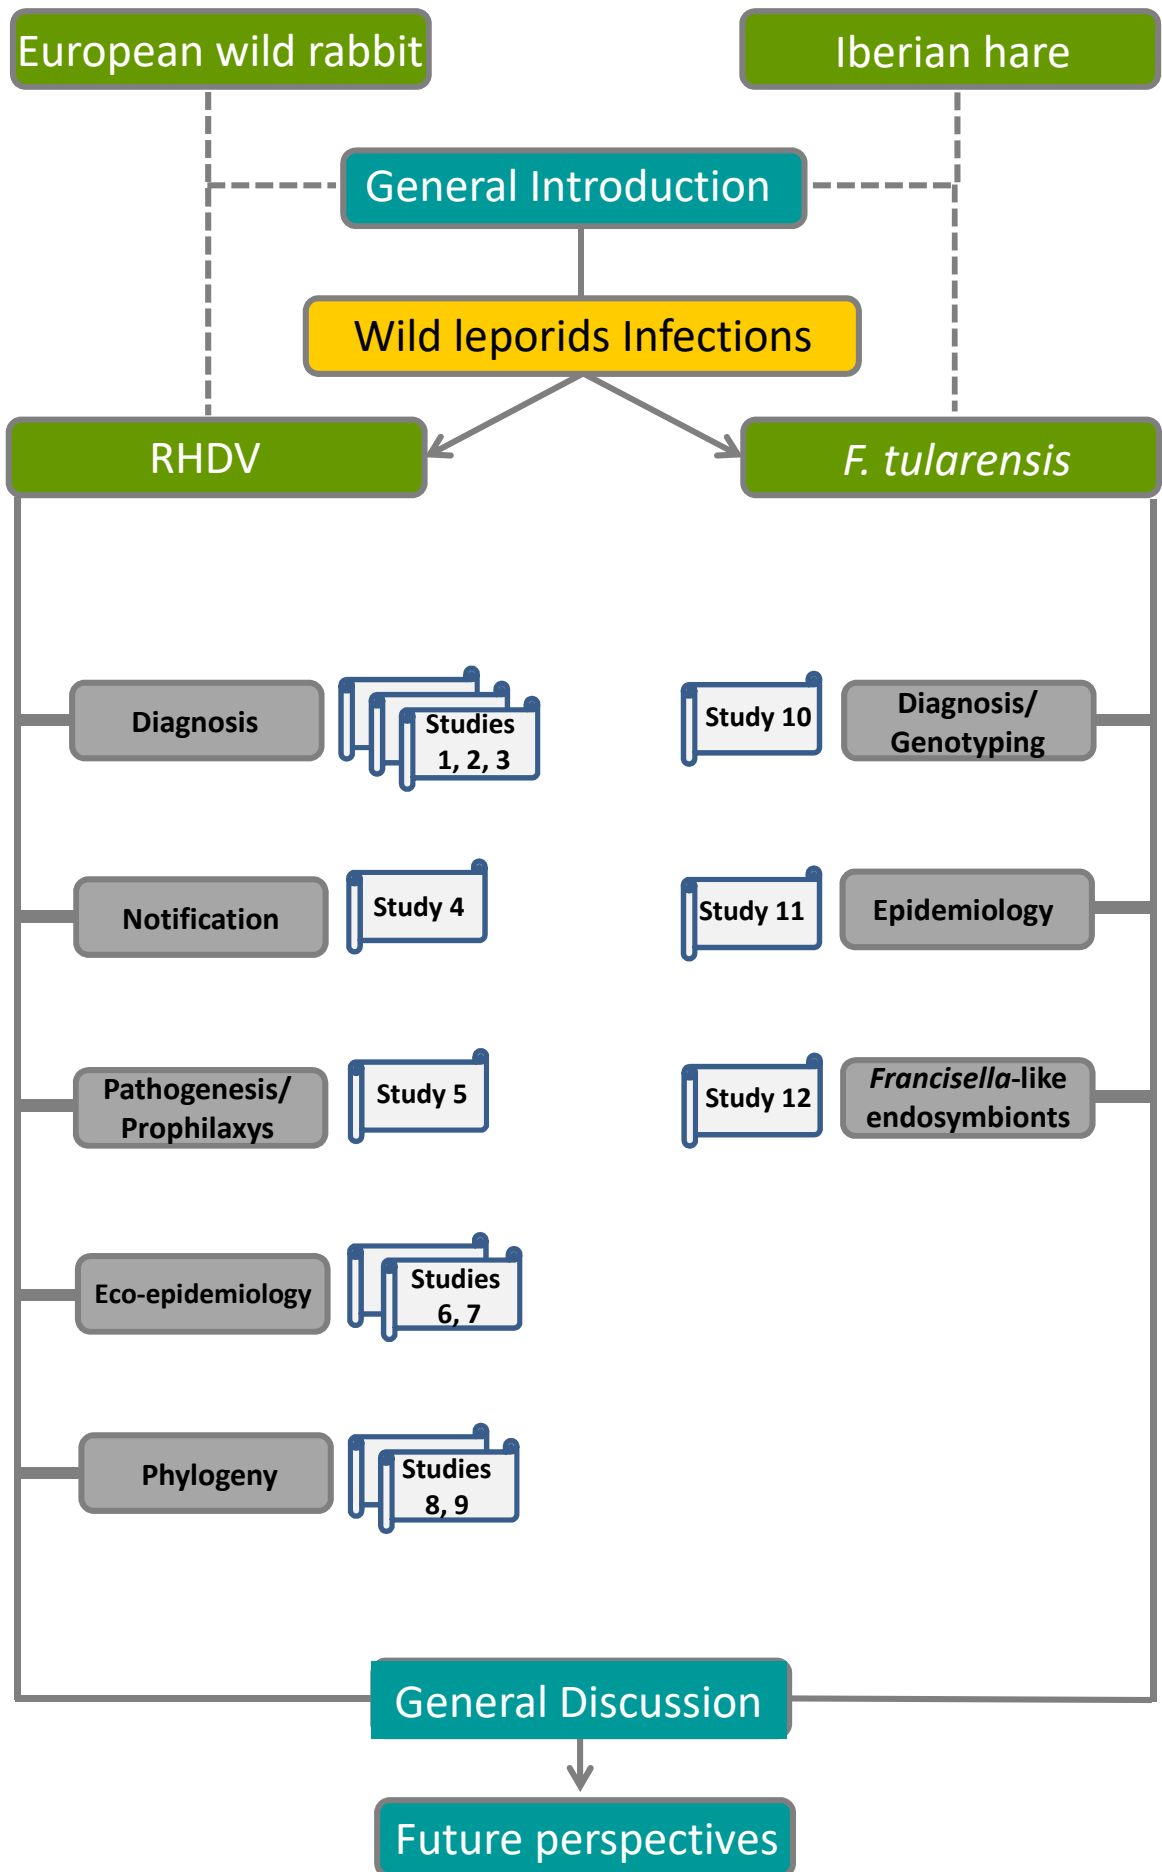 European wild rabbit
Iberian hare
General Introduction
Wild leporids Infections
RHDV
F. tularensis
Diagnosis
Studies
1, 2, 3
Study 10
Diagnosis/
Genotyping
Notification
Study 4
Study 11
Epidemiology
Pathogenesis/
Prophilaxys
Study 5
Study 12
Francisella-like
endosymbionts
Eco-epidemiology
Studies
6, 7
Phylogeny
Studies
8, 9
General Discussion
Future perspectives